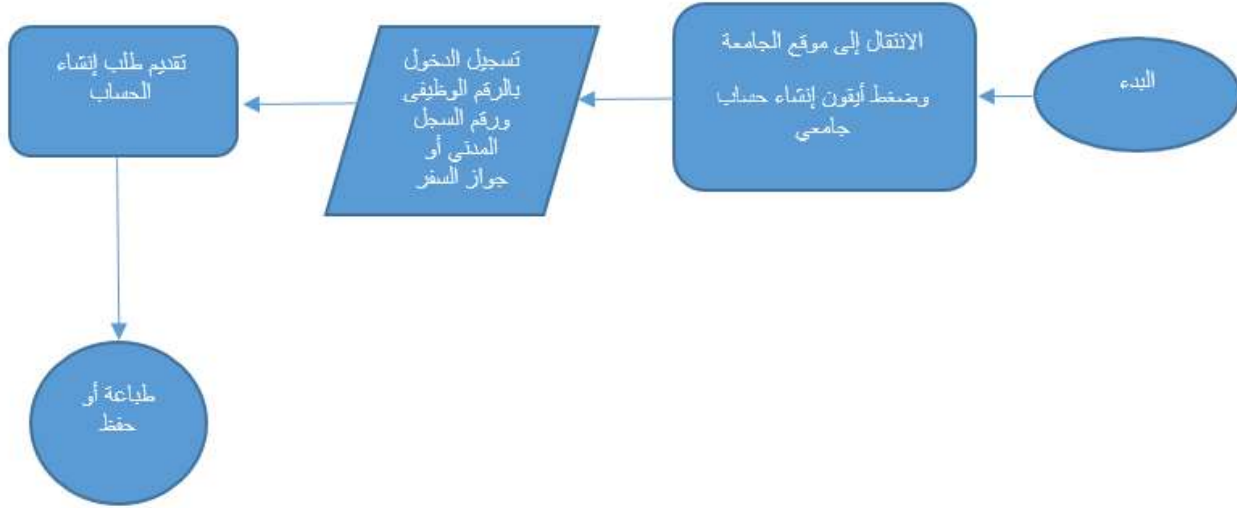 البدء
الانتقال إلى موقع الجامعة
وضغط أيقون إنشاء حساب
جامعي
تسجيل الدخول
بالرقم الوظيفي
ورقم السجل
المدني أو
جواز السفر
تقديم طلب إنشاء
الحساب
طباعة أو
حفظ